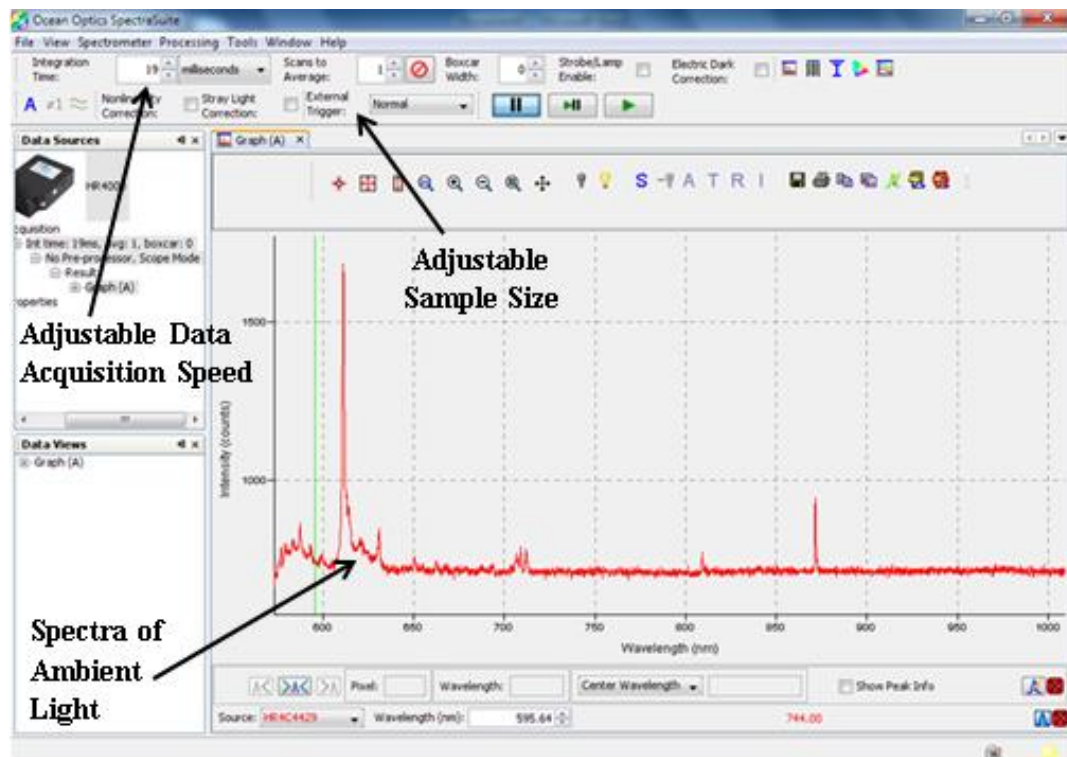 Ocean Optics SpectraSuite
File View Spectrometer Processing Tools Window Help
Integration Time: 19 milliseconds Scans to Average: 1 Boxcar Width: 0 Strobe/Lamp Enable: Electric Dark Correction:
Correction: Stray Light Correction: External Trigger: Normal
Data Sources
Graph (A)
S A T R I
Int time: 19ms, avg: 1, boxcar: 0
No Pre-processor, Scope Mode
Result
Graph (A)
Adjustable
Sample Size
Adjustable Data
Acquisition Speed
1500
1000
Intensity (counts)
Data Views
Graph (A)
600 650 700 750 800 850 900 950 1000
Wavelength (nm)
Spectra of
Ambient
Light
Pixel: Wavelength: Center Wavelength Show Peak Info
Source: HR4C4429 Wavelength (nm): 595.64 744.00